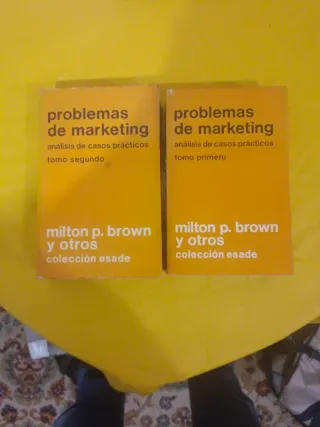 problemas
de marketing
análisis de casos prácticos
tomo segundo
milton p. brown
y otros
colección esade
problemas
de marketing
análisis de casos prácticos
tomo primero
milton p. brown
y otros
colección esade